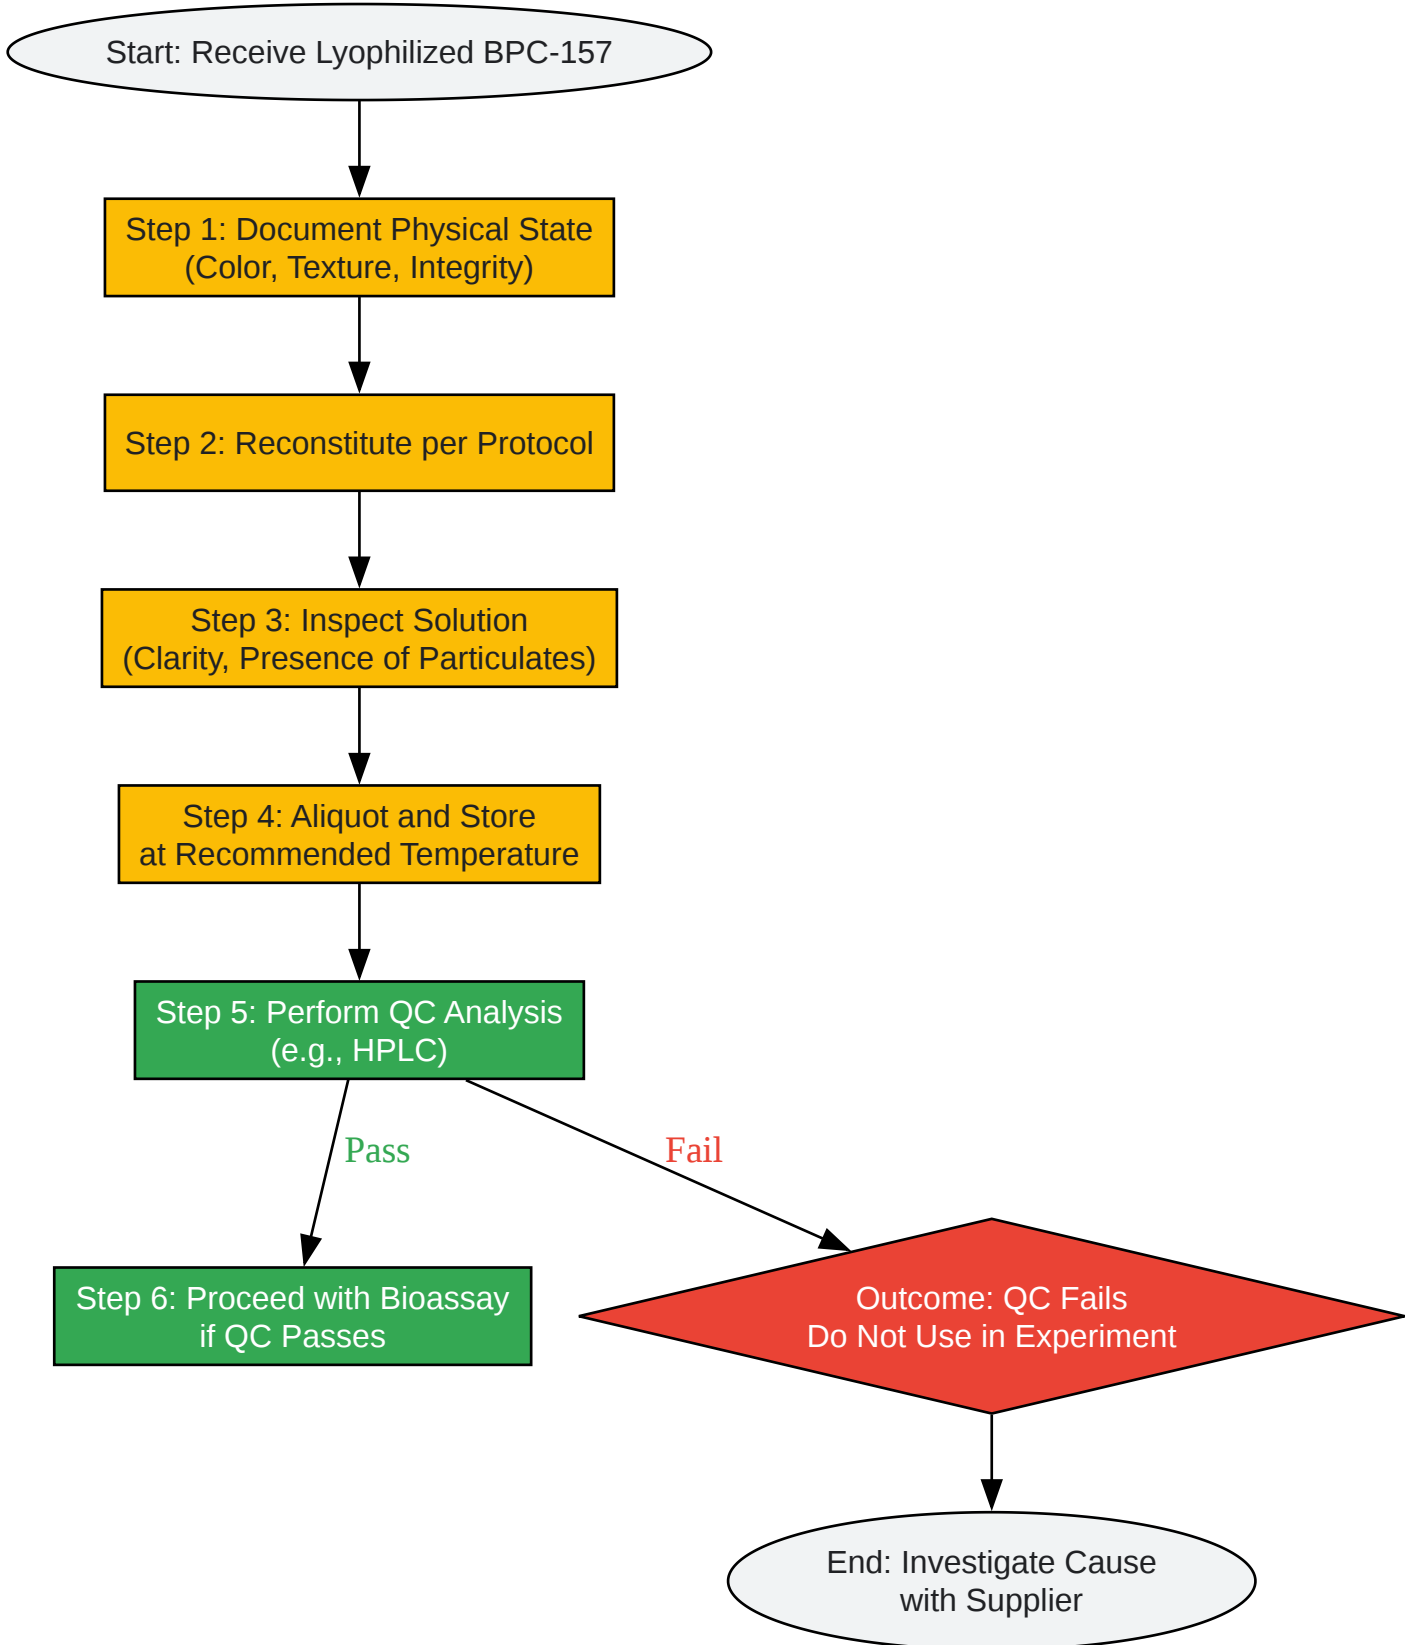 Start: Receive Lyophilized BPC-157
Step 1: Document Physical State
(Color, Texture, Integrity)
Step 2: Reconstitute per Protocol
Step 3: Inspect Solution
(Clarity, Presence of Particulates)
Step 4: Aliquot and Store
at Recommended Temperature
Step 5: Perform QC Analysis
(e.g., HPLC)
Pass
Fail
Step 6: Proceed with Bioassay
if QC Passes
Outcome: QC Fails
Do Not Use in Experiment
End: Investigate Cause
with Supplier